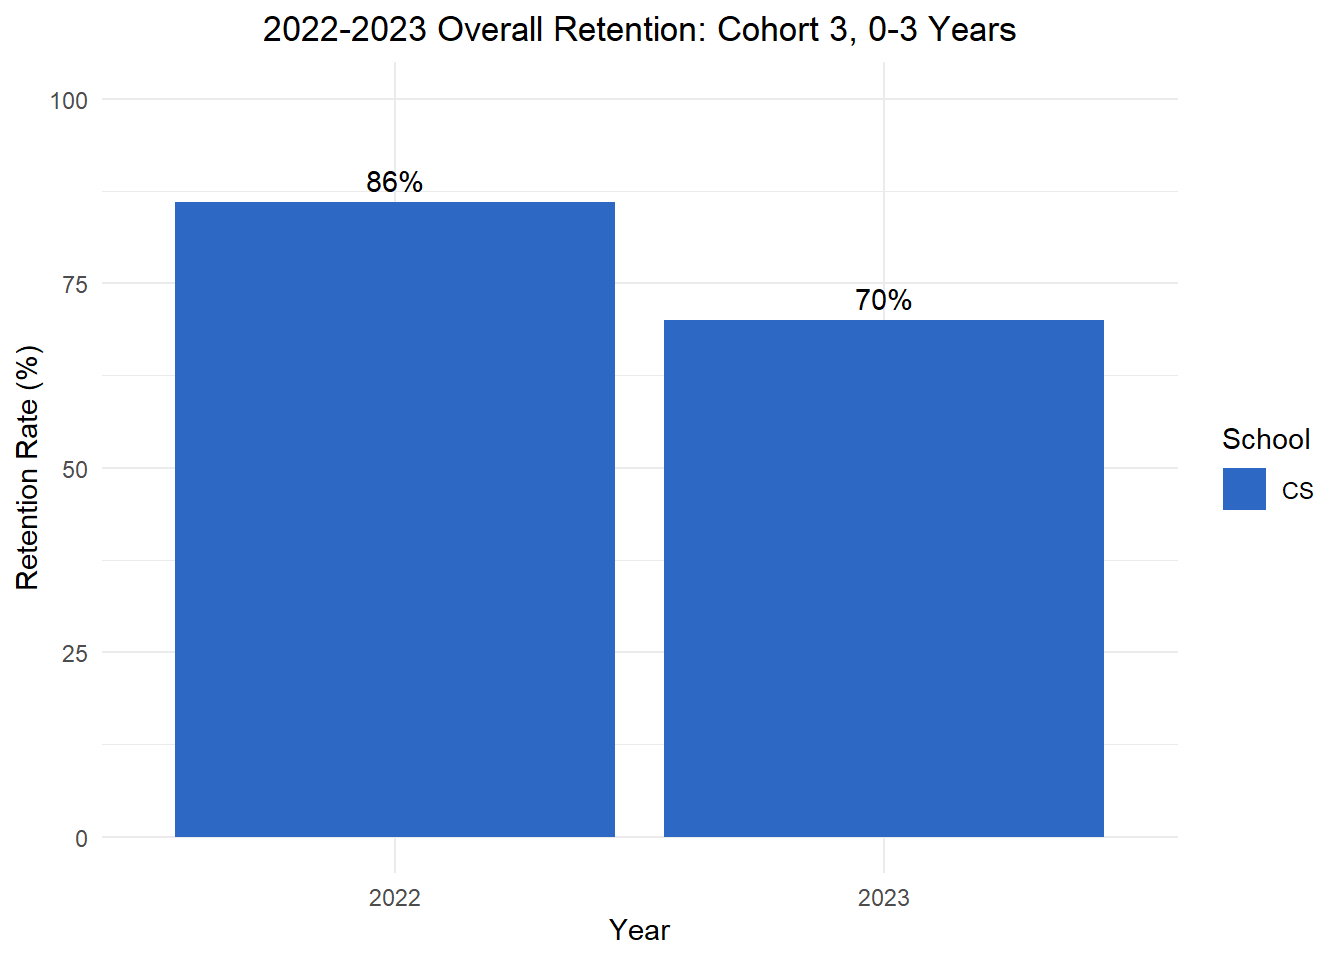 2022-2023 Overall Retention: Cohort 3, 0-3 Years
100
75
50
25
0
Retention Rate (%)
86%
70%
2022
2023
Year
School
CS